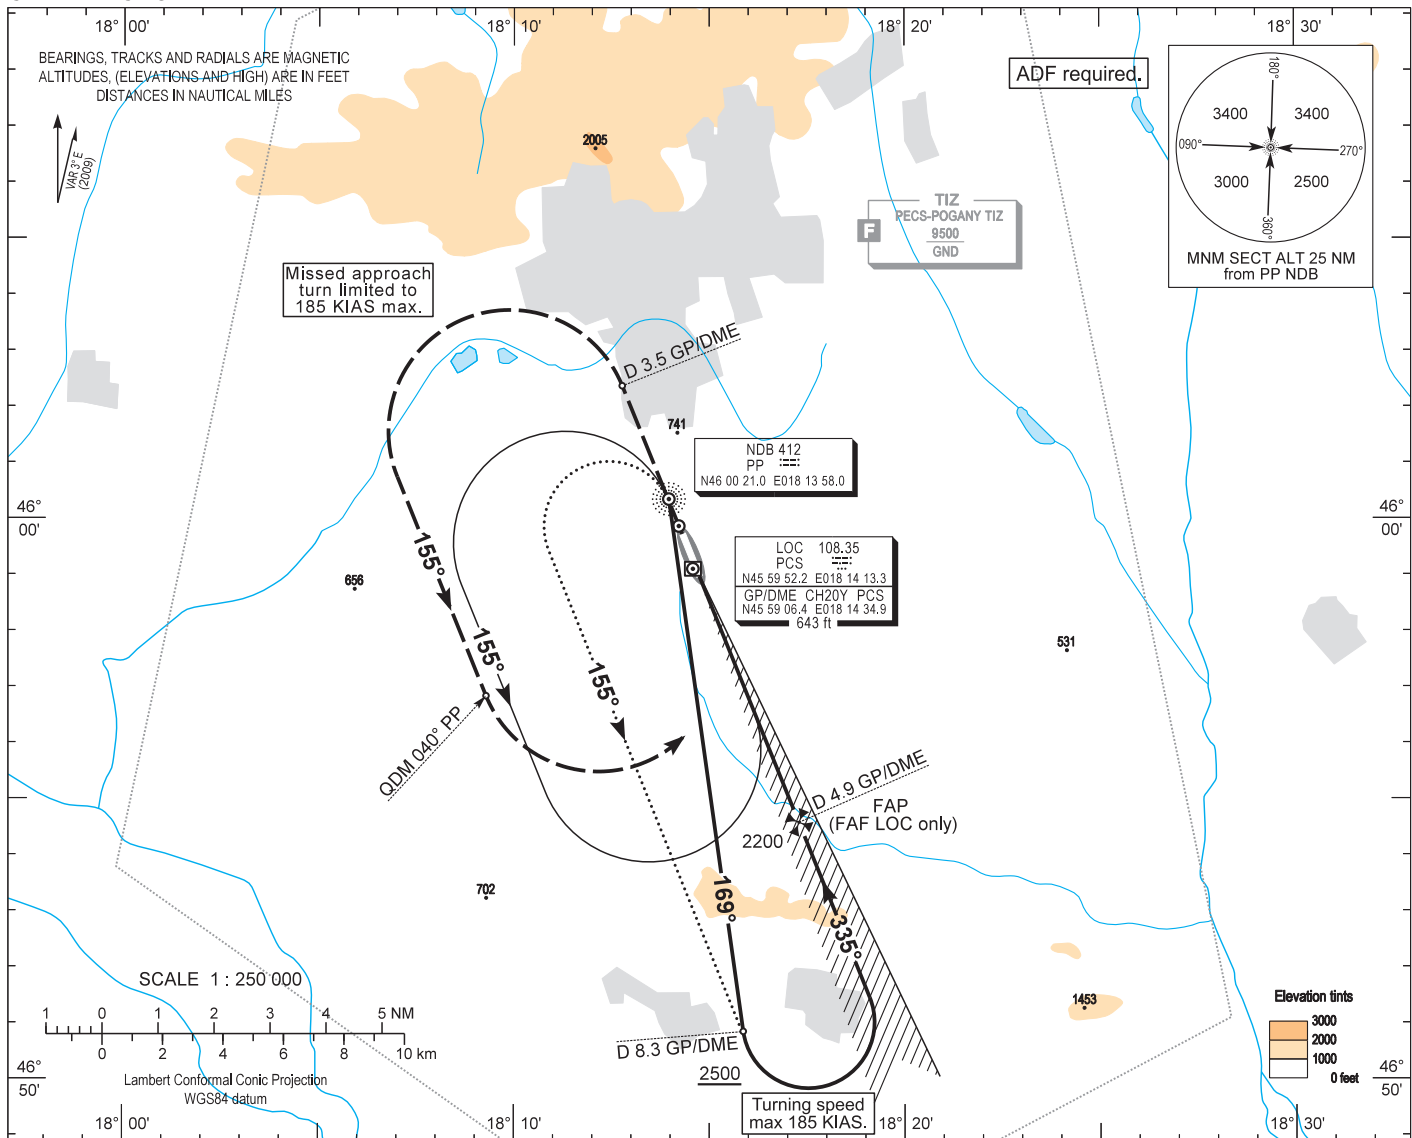 18° 00'
18° 10'
18° 20'
18° 30'
BEARINGS, TRACKS AND RADIALS ARE MAGNETIC
ALTITUDES, (ELEVATIONS AND HIGH) ARE IN FEET
DISTANCES IN NAUTICAL MILES
VAR 3° E
(2009)
ADF required.
180°
3400
3400
090°
270°
3000
2500
360°
MNM SECT ALT 25 NM
from PP NDB
2005
TIZ
PECS-POGANY TIZ
F
9500
GND
Missed approach
turn limited to
185 KIAS max.
D 3.5 GP/DME
741
NDB 412
PP
N46 00 21.0 E018 13 58.0
46°
00'
46°
00'
LOC 108.35
PCS
N45 59 52.2 E018 14 13.3
GP/DME CH20Y PCS
N45 59 06.4 E018 14 34.9
643 ft
155°
656
155°
155°
531
QDM 040° PP
D 4.9 GP/DME
FAP
(FAF LOC only)
2200
702
169°
335°
SCALE 1 : 250 000
1 0 1 2 3 4 5 NM
0 2 4 6 8 10 km
Lambert Conformal Conic Projection
WGS84 datum
1453
D 8.3 GP/DME
2500
Turning speed
max 185 KIAS.
Elevation tints
3000
2000
1000
0 feet
46°
50'
46°
50'
18° 00'
18° 10'
18° 20'
18° 30'